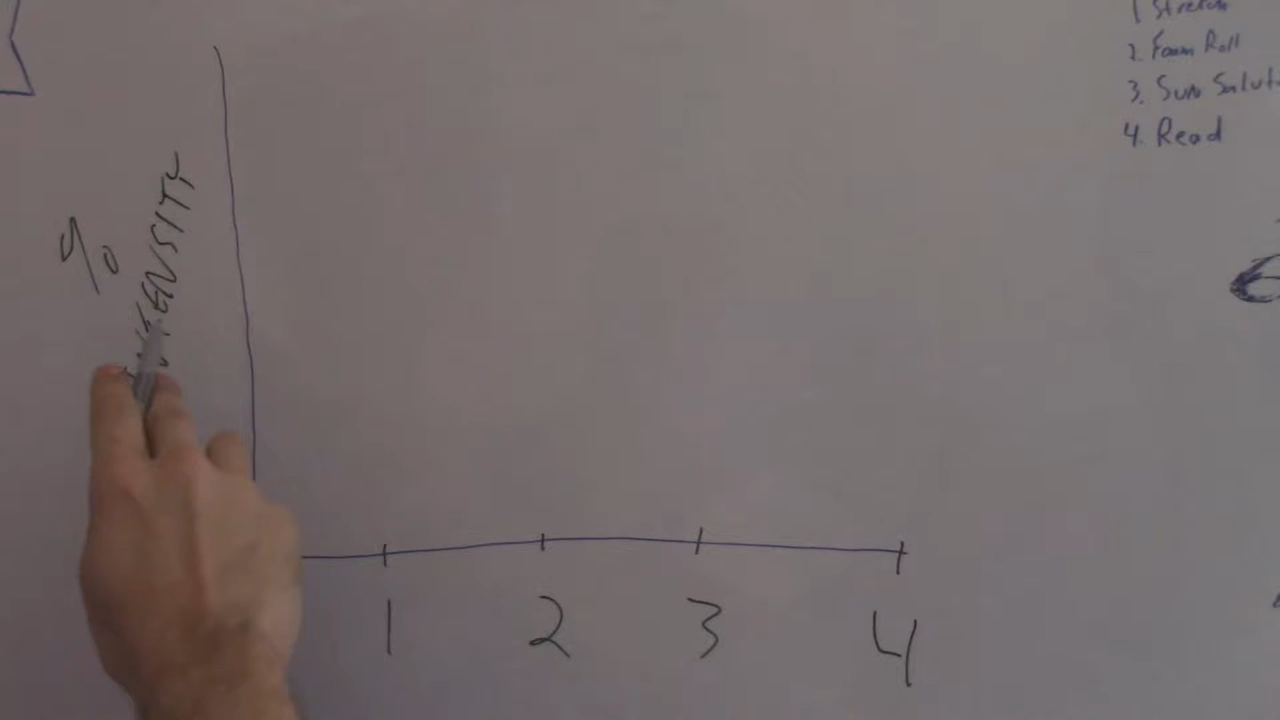 1 Stretch
2. Foam Roll
3. Sun Salut
4. Read
%
INTENSITY
1 2 3 4